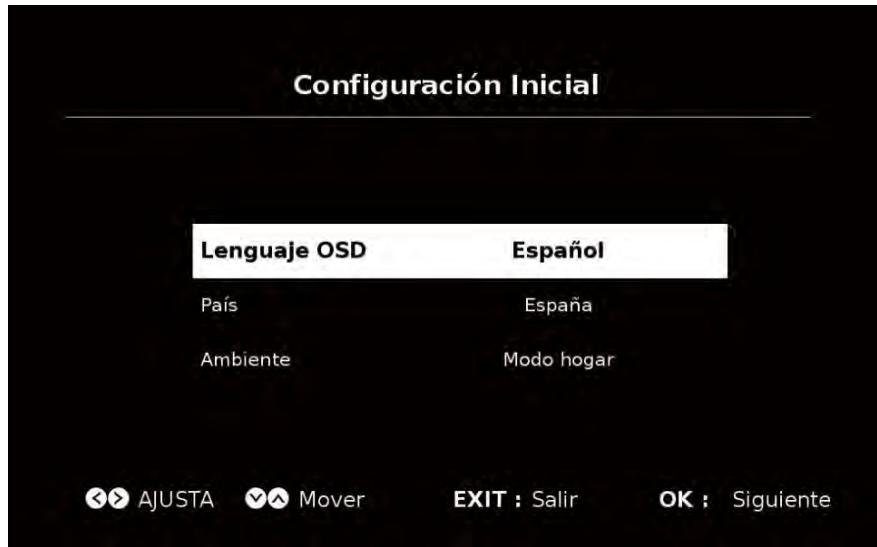 Configuración Inicial
Lenguaje OSD Español
País España
Ambiente Modo hogar
AJUSTA Mover EXIT : Salir OK : Siguiente